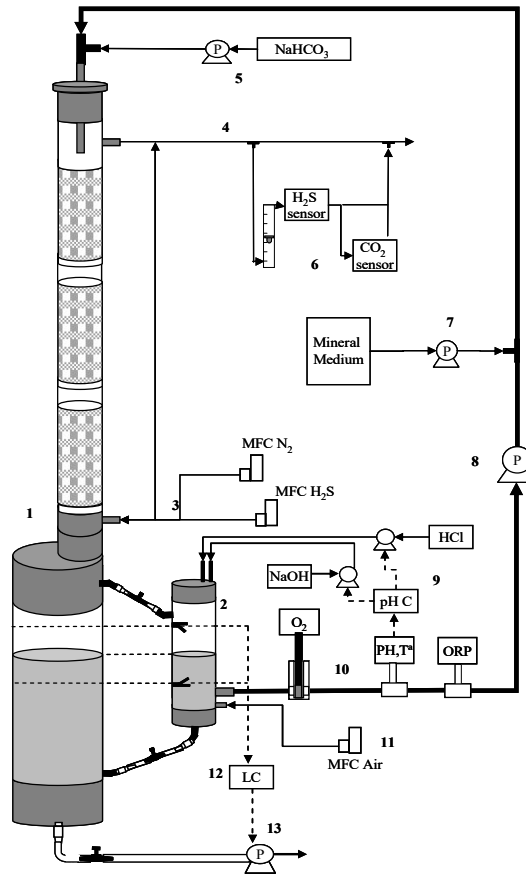 P
NaHCO3
5
4
H2S
sensor
6
CO2
sensor
Mineral
Medium
7
P
MFC N2
8
P
3
MFC H2S
1
HCl
9
NaOH
2
pH C
O2
PH,Tª
ORP
10
11
MFC Air
12
LC
13
P